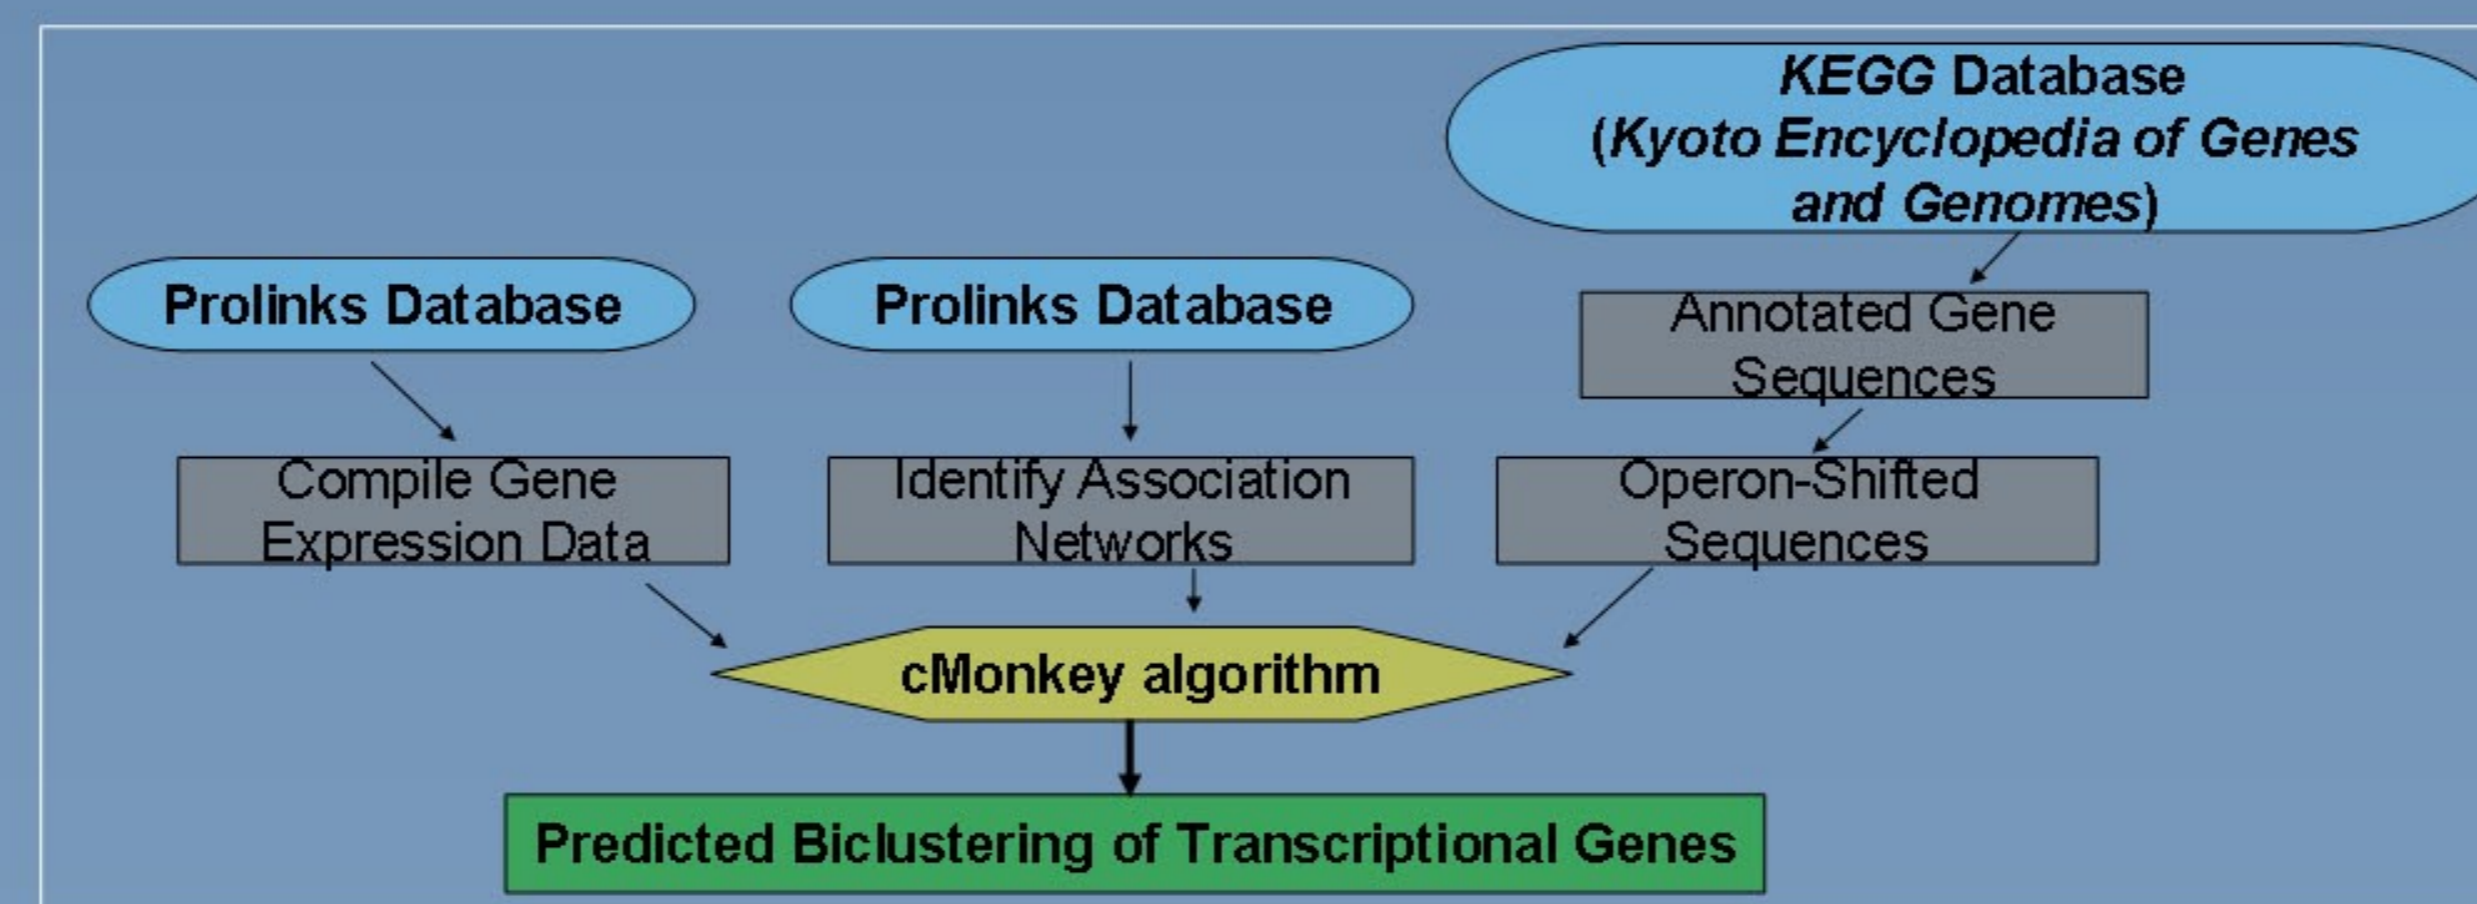 KEGG Database
(Kyoto Encyclopedia of Genes
and Genomes)
Prolinks Database
Prolinks Database
Annotated Gene
Sequences
Compile Gene
Expression Data
Identify Association
Networks
Operon-Shifted
Sequences
cMonkey algorithm
Predicted Biclustering of Transcriptional Genes